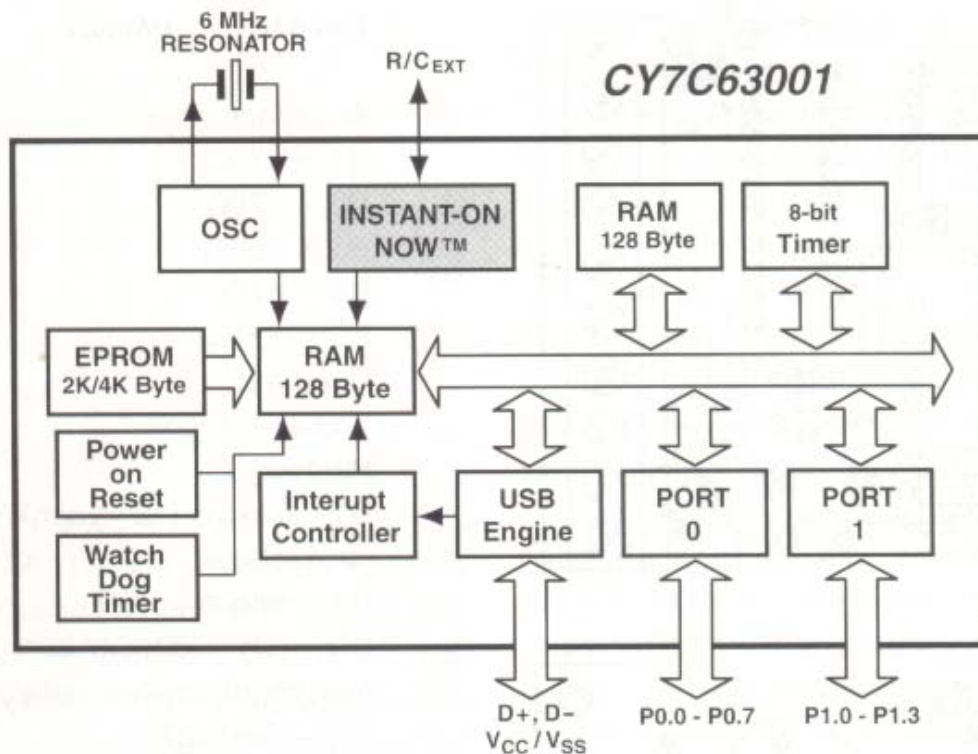 6 MHz
RESONATOR
R/C EXT
CY7C63001
OSC
INSTANT-ON
NOW™
RAM
128 Byte
8-bit
Timer
EPROM
2K/4K Byte
RAM
128 Byte
Power
on
Reset
Interupt
Controller
USB
Engine
PORT
0
PORT
1
Watch
Dog
Timer
D+, D–
VCC / VSS
P0.0 - P0.7
P1.0 - P1.3